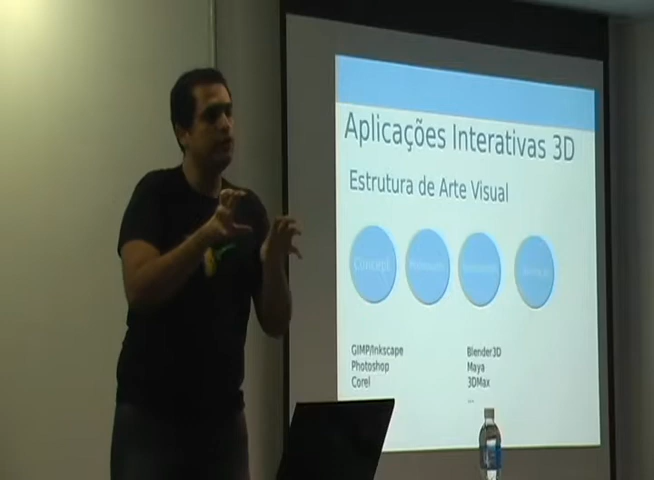 Aplicações Interativas 3D
Estrutura de Arte Visual
Concept
GIMP/Inkscape
Photoshop
Corel
Blender3D
Maya
3DMax
...